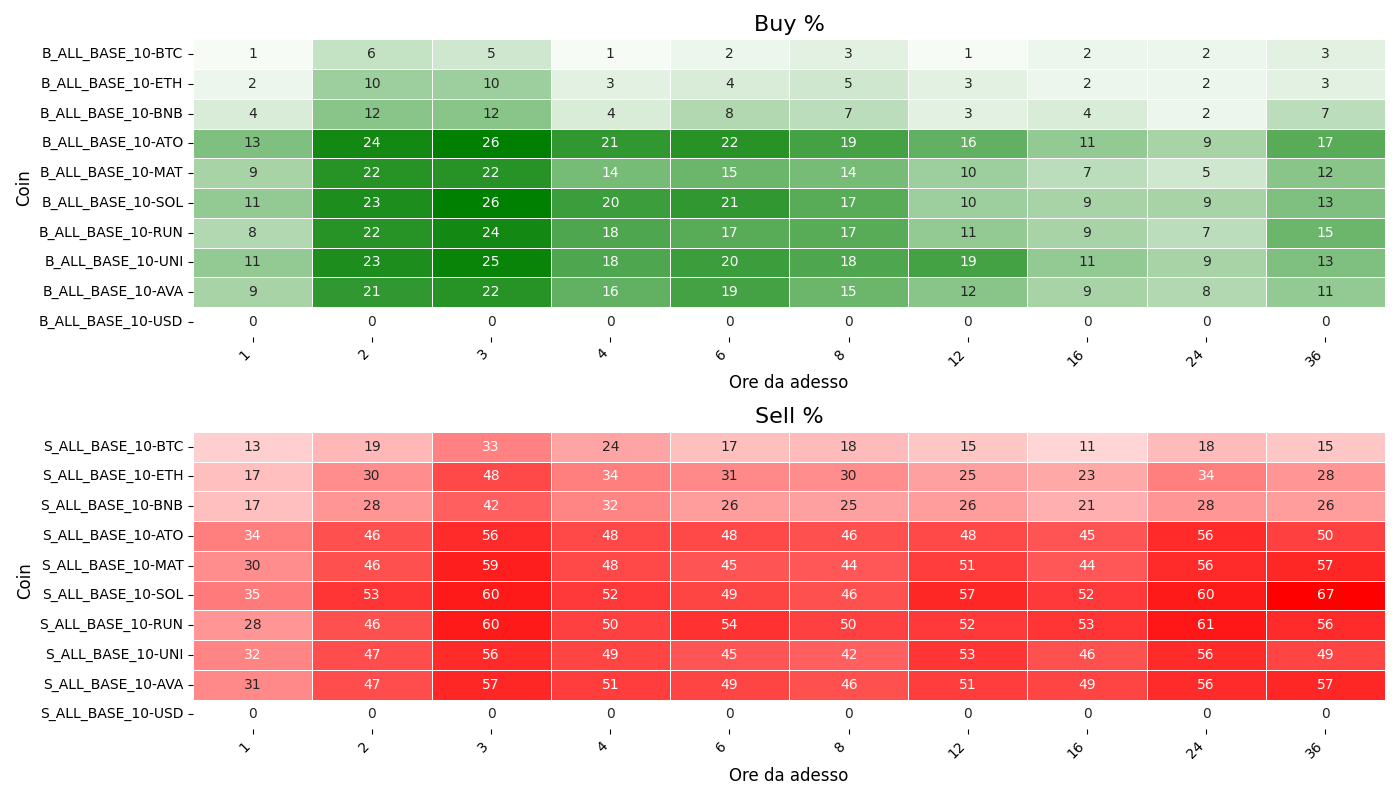 Buy %
Coin
B_ALL_BASE_10-BTC 1 6 5 1 2 3 1 2 2 3
B_ALL_BASE_10-ETH 2 10 10 3 4 5 3 2 2 3
B_ALL_BASE_10-BNB 4 12 12 4 8 7 3 4 2 7
B_ALL_BASE_10-ATO 13 24 26 21 22 19 16 11 9 17
B_ALL_BASE_10-MAT 9 22 22 14 15 14 10 7 5 12
B_ALL_BASE_10-SOL 11 23 26 20 21 17 10 9 9 13
B_ALL_BASE_10-RUN 8 22 24 18 17 17 11 9 7 15
B_ALL_BASE_10-UNI 11 23 25 18 20 18 19 11 9 13
B_ALL_BASE_10-AVA 9 21 22 16 19 15 12 9 8 11
B_ALL_BASE_10-USD 0 0 0 0 0 0 0 0 0 0
1 2 3 4 6 8 12 16 24 36
Ore da adesso
Sell %
Coin
S_ALL_BASE_10-BTC 13 19 33 24 17 18 15 11 18 15
S_ALL_BASE_10-ETH 17 30 48 34 31 30 25 23 34 28
S_ALL_BASE_10-BNB 17 28 42 32 26 25 26 21 28 26
S_ALL_BASE_10-ATO 34 46 56 48 48 46 48 45 56 50
S_ALL_BASE_10-MAT 30 46 59 48 45 44 51 44 56 57
S_ALL_BASE_10-SOL 35 53 60 52 49 46 57 52 60 67
S_ALL_BASE_10-RUN 28 46 60 50 54 50 52 53 61 56
S_ALL_BASE_10-UNI 32 47 56 49 45 42 53 46 56 49
S_ALL_BASE_10-AVA 31 47 57 51 49 46 51 49 56 57
S_ALL_BASE_10-USD 0 0 0 0 0 0 0 0 0 0
1 2 3 4 6 8 12 16 24 36
Ore da adesso